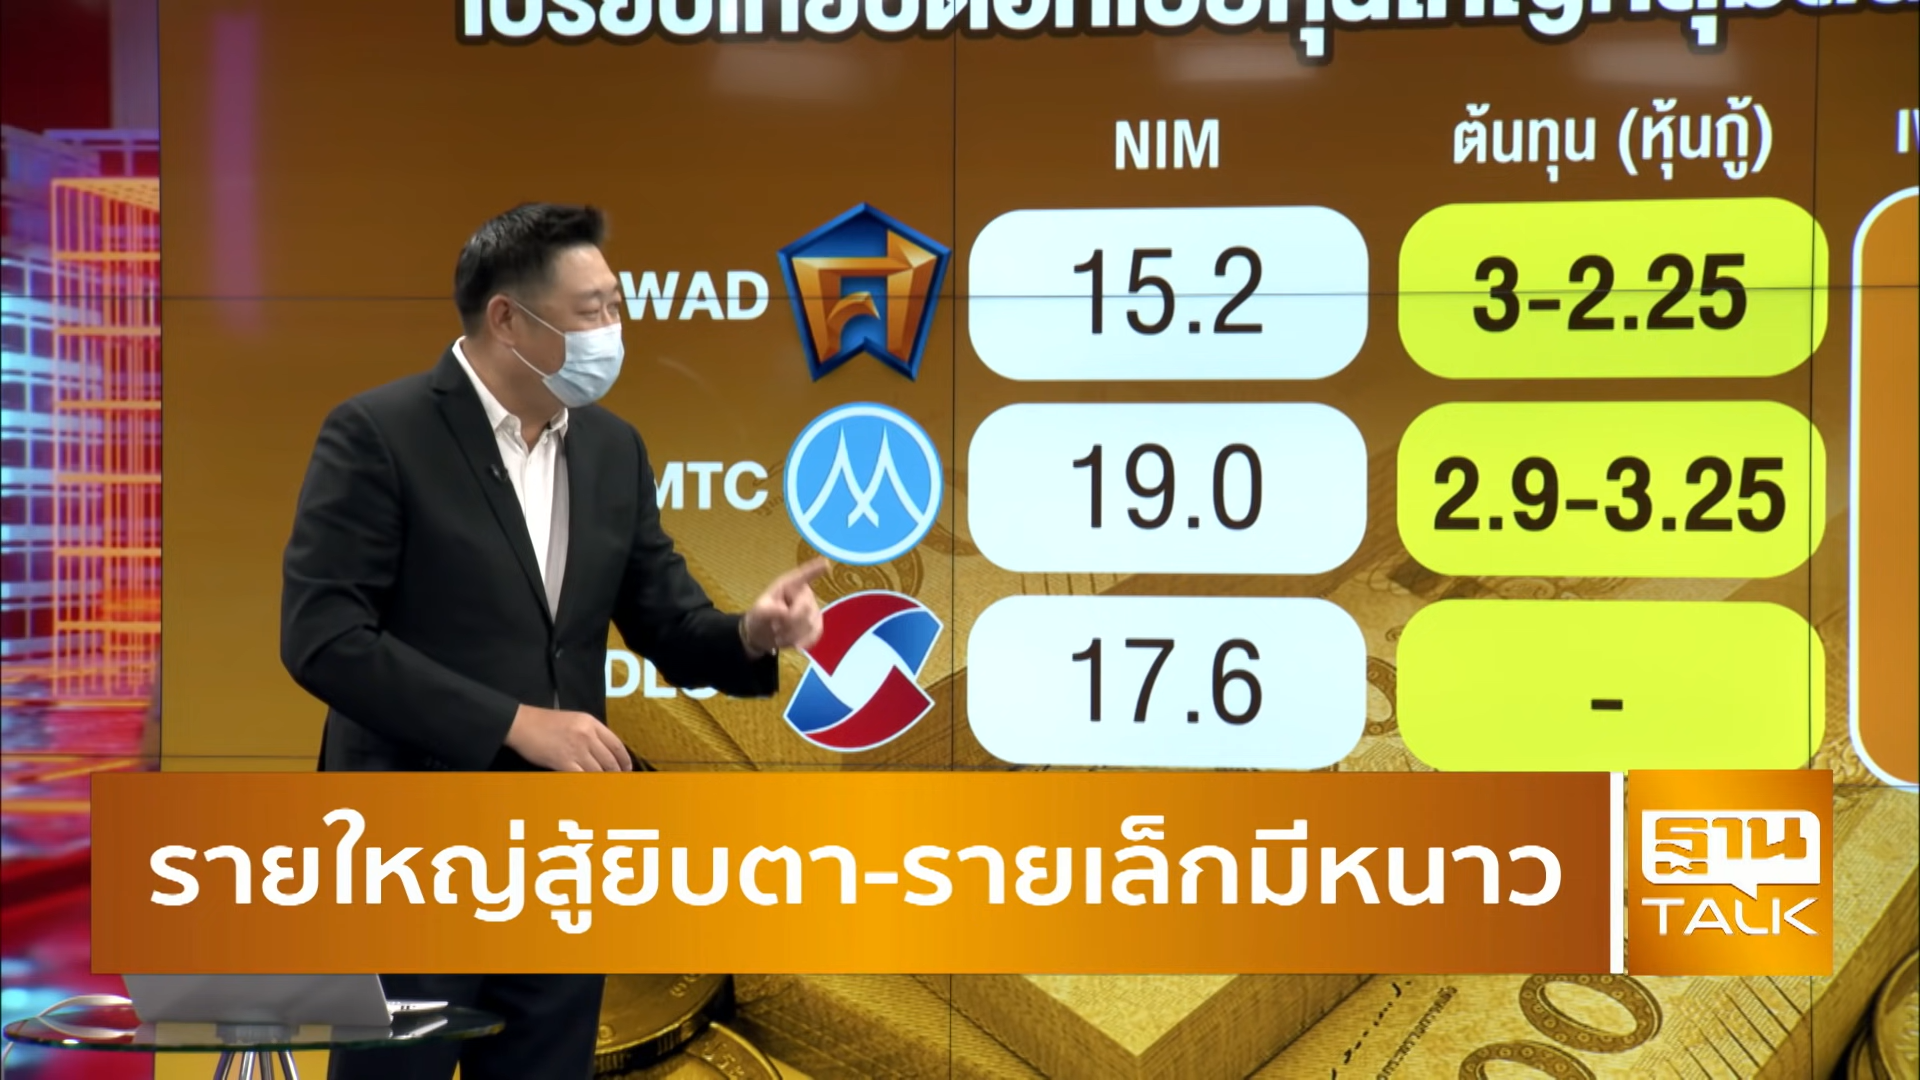 NIM
ต้นทุน (หุ้นกู้)
WAD
15.2
3-2.25
MTC
19.0
2.9-3.25
17.6
-
รายใหญ่สู้ยิบตา-รายเล็กมีหนาว
ฐาน
TALK